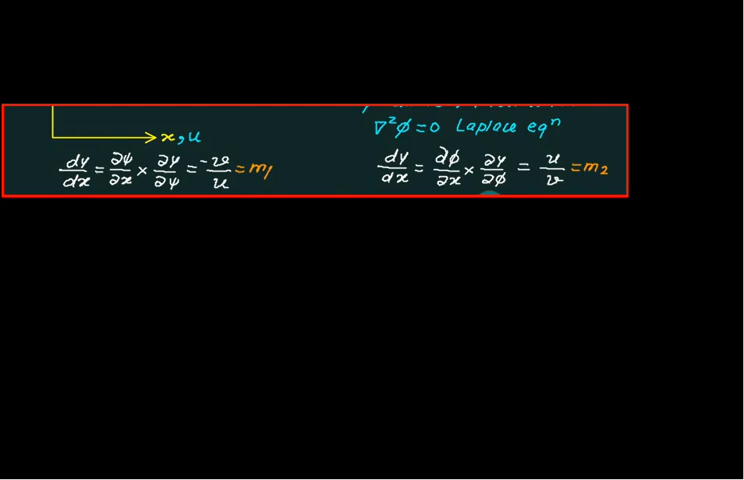 x, u
∇²φ=0 Laplace eqⁿ
dy/dx = ∂ψ/∂x × ∂y/∂ψ = -v/u = m₁
dy/dx = ∂φ/∂x × ∂y/∂φ = u/v = m₂